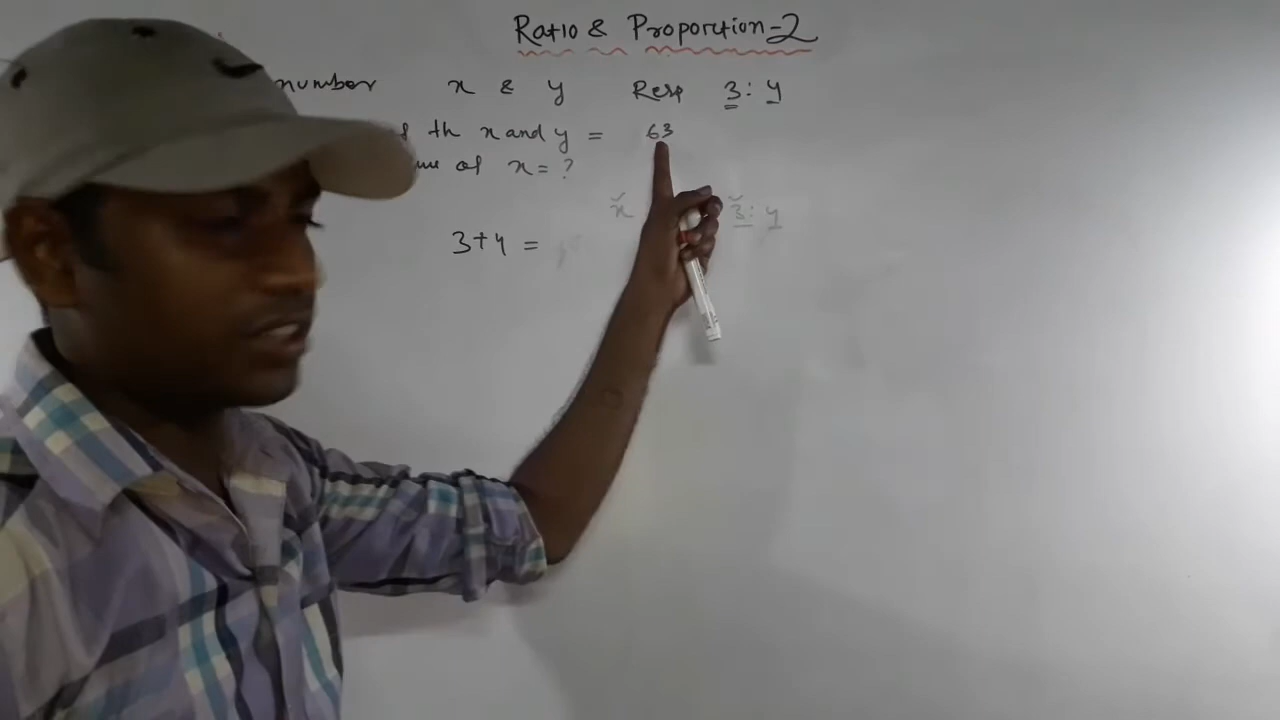 Ratio & Proportion-2
number x & y Resp 3:4
th x and y = 63
of x = ?
x 3:4
3+4 =